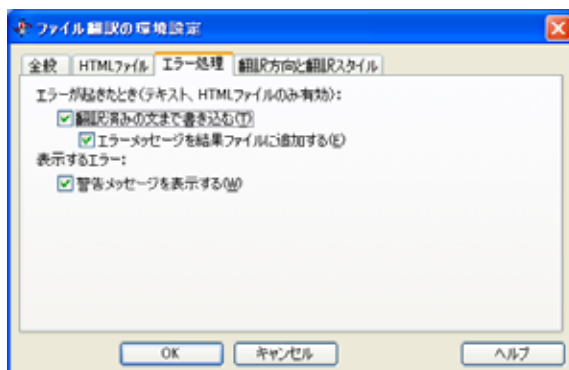 ファイル翻訳の環境設定
全般 HTMLファイル エラー処理 翻訳方向と翻訳スタイル
エラーが起きたとき(テキスト、HTMLファイルのみ有効):
翻訳済みの文まで書き込む(T)
エラーメッセージを結果ファイルに追加する(E)
表示するエラー:
警告メッセージを表示する(W)
OK キャンセル ヘルプ